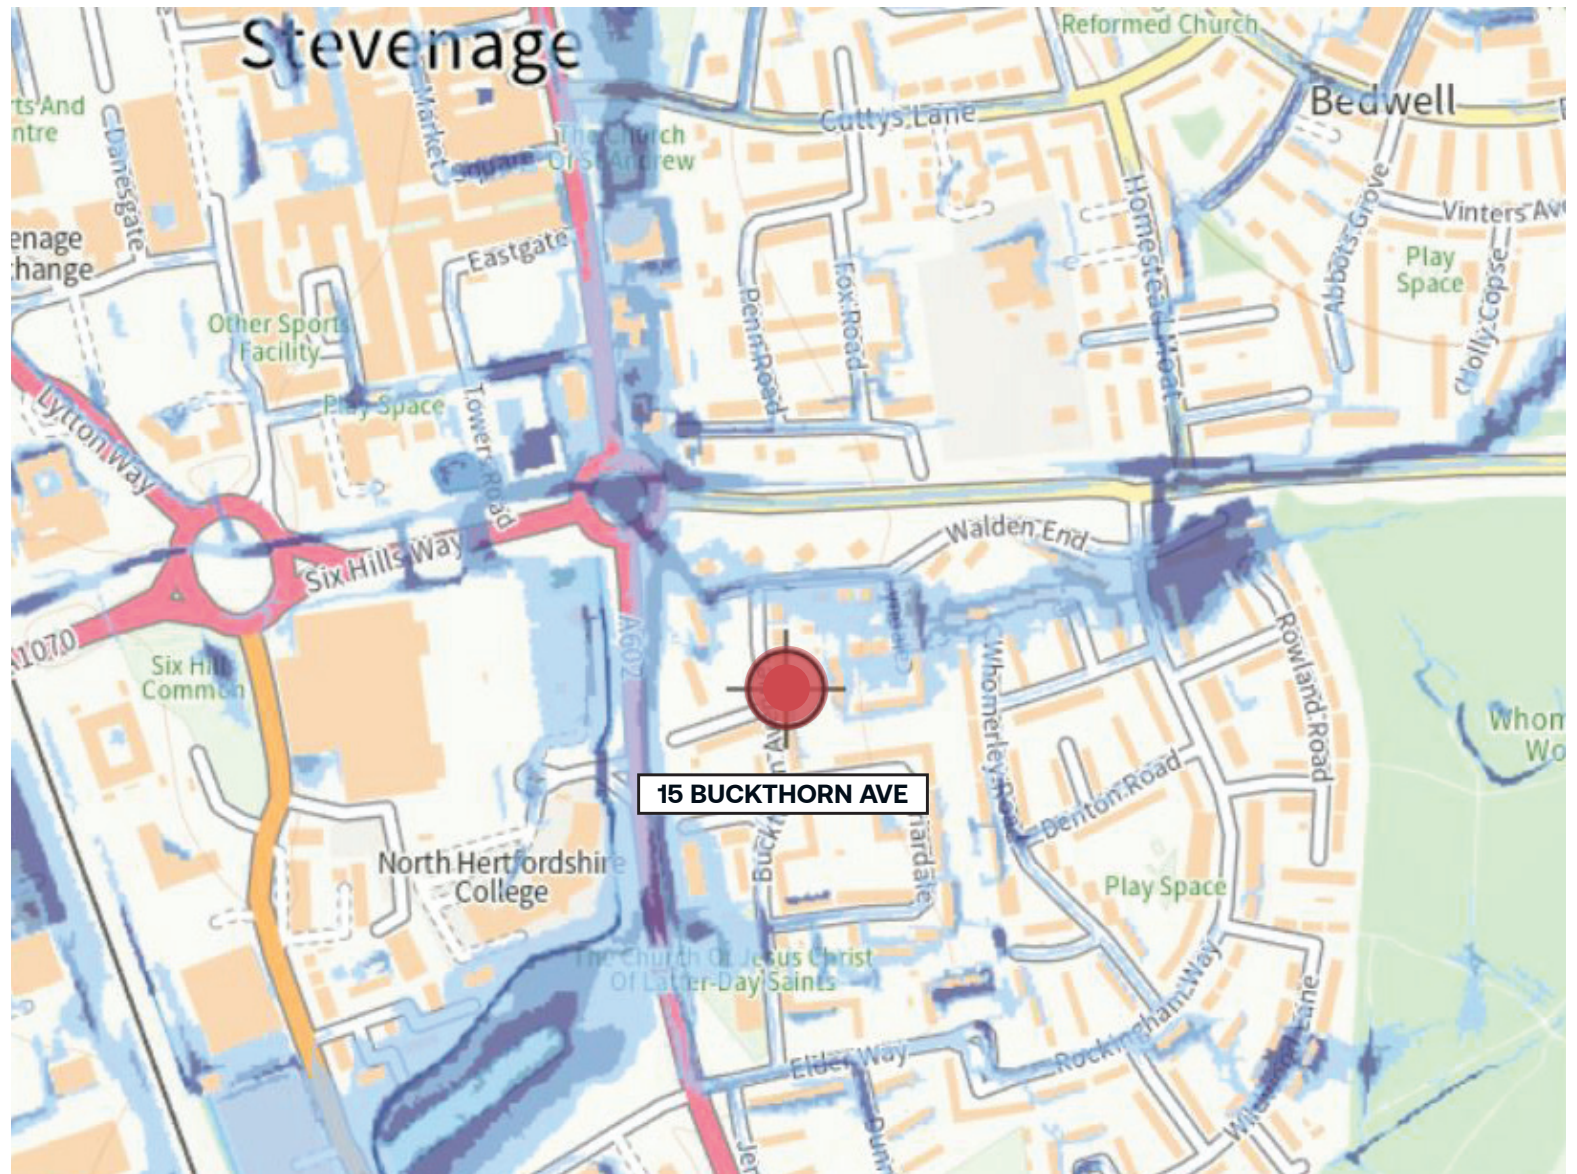 Stevenage
Reformed Church
Bedwell
Cuttys Lane
Market
Square
The Church
Of St Andrew
Danesgate
Homestead Moat
Abbots Grove
Vinters Ave
Play
Space
Holly Copse
Eastgate
Penn Road
Fox Road
Other Sports
Facility
Play Space
Towers Road
Lytton Way
Six Hills Way
Walden End
A1070
Six Hill
Common
A602
Whomerley Road
Rowland Road
Denton Road
15 BUCKTHORN AVE
North Hertfordshire
College
Play Space
The Church Of Jesus Christ
Of Latter-Day Saints
Elder Way
Rockingham Way